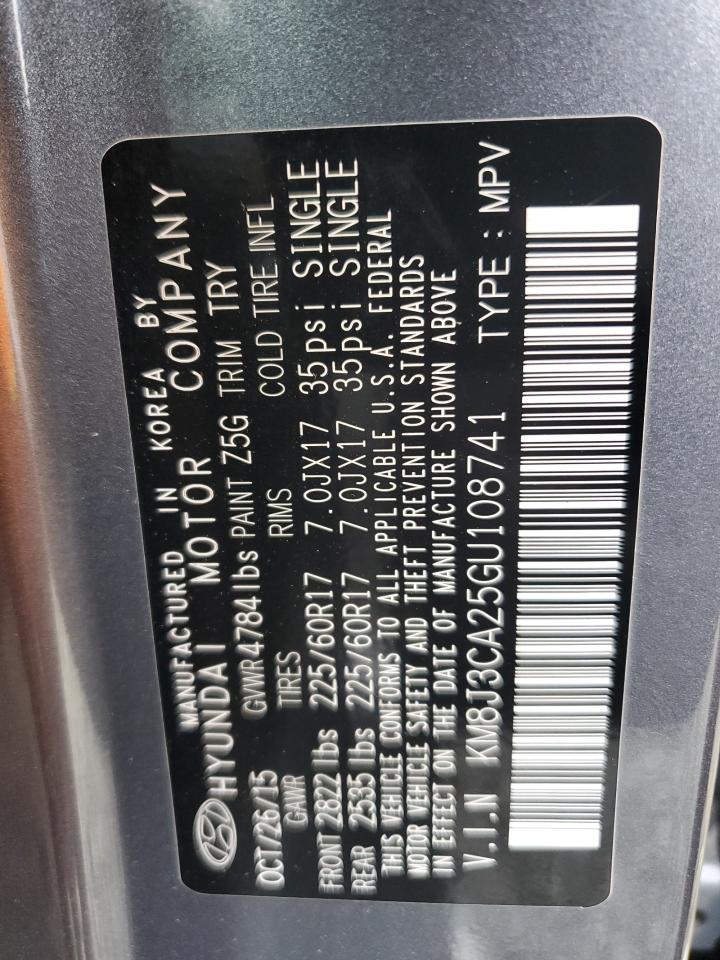 MANUFACTURED IN KOREA BY
HYUNDAI MOTOR COMPANY
OCT/26/15 GVWR 4784 lbs PAINT Z5G TRIM TRY
GAWR TIRES RIMS COLD TIRE INFL
FRONT 2822 lbs 225/60R17 7.0JX17 35psi SINGLE
REAR 2535 lbs 225/60R17 7.0JX17 35psi SINGLE
THIS VEHICLE CONFORMS TO ALL APPLICABLE U.S.A. FEDERAL
MOTOR VEHICLE SAFETY AND THEFT PREVENTION STANDARDS
IN EFFECT ON DATE OF MANUFACTURE SHOWN ABOVE
V.I.N KM8J3CA25GU108741 TYPE : MPV